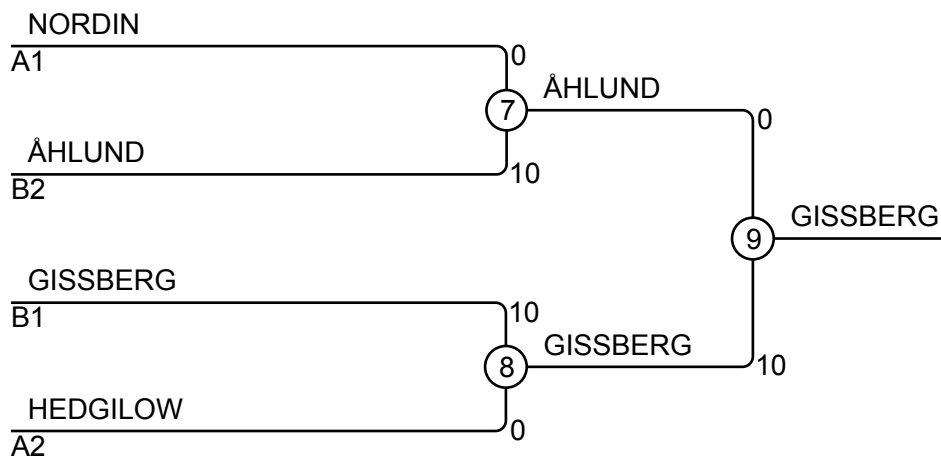 NORDIN
A1
0
7
ÅHLUND
0
ÅHLUND
B2
10
9
GISSBERG
GISSBERG
B1
10
8
GISSBERG
10
HEDGILOW
A2
0